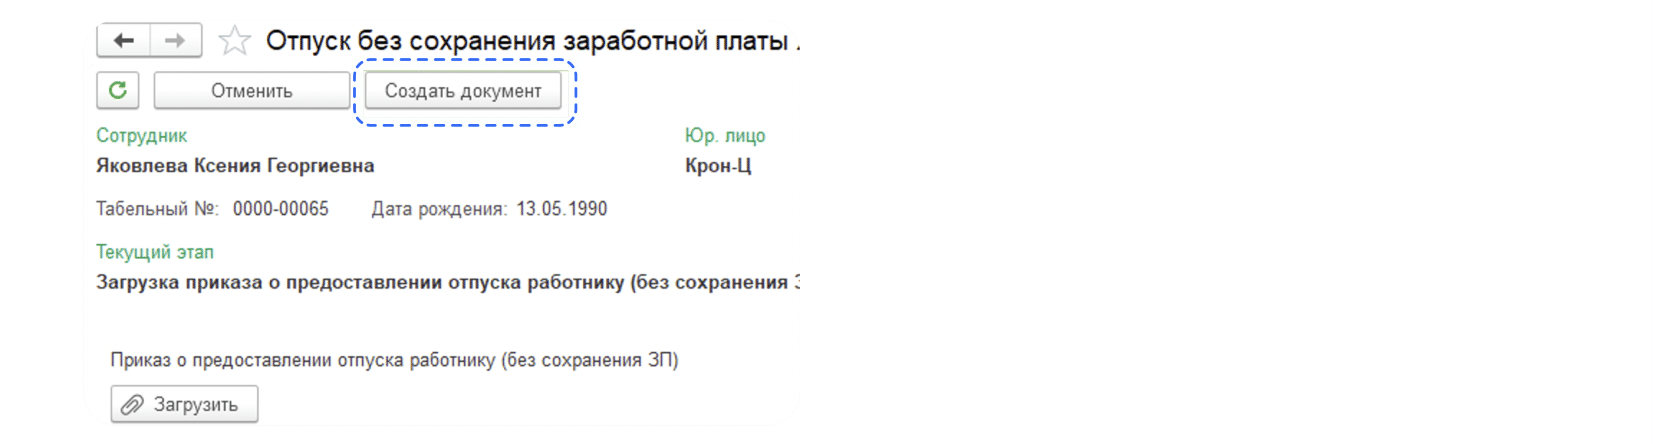 Отпуск без сохранения заработной платы
Отменить Создать документ
Сотрудник Юр. лицо
Яковлева Ксения Георгиевна Крон-Ц
Табельный №: 0000-00065 Дата рождения: 13.05.1990
Текущий этап
Загрузка приказа о предоставлении отпуска работнику (без сохранения
Приказ о предоставлении отпуска работнику (без сохранения ЗП)
Загрузить